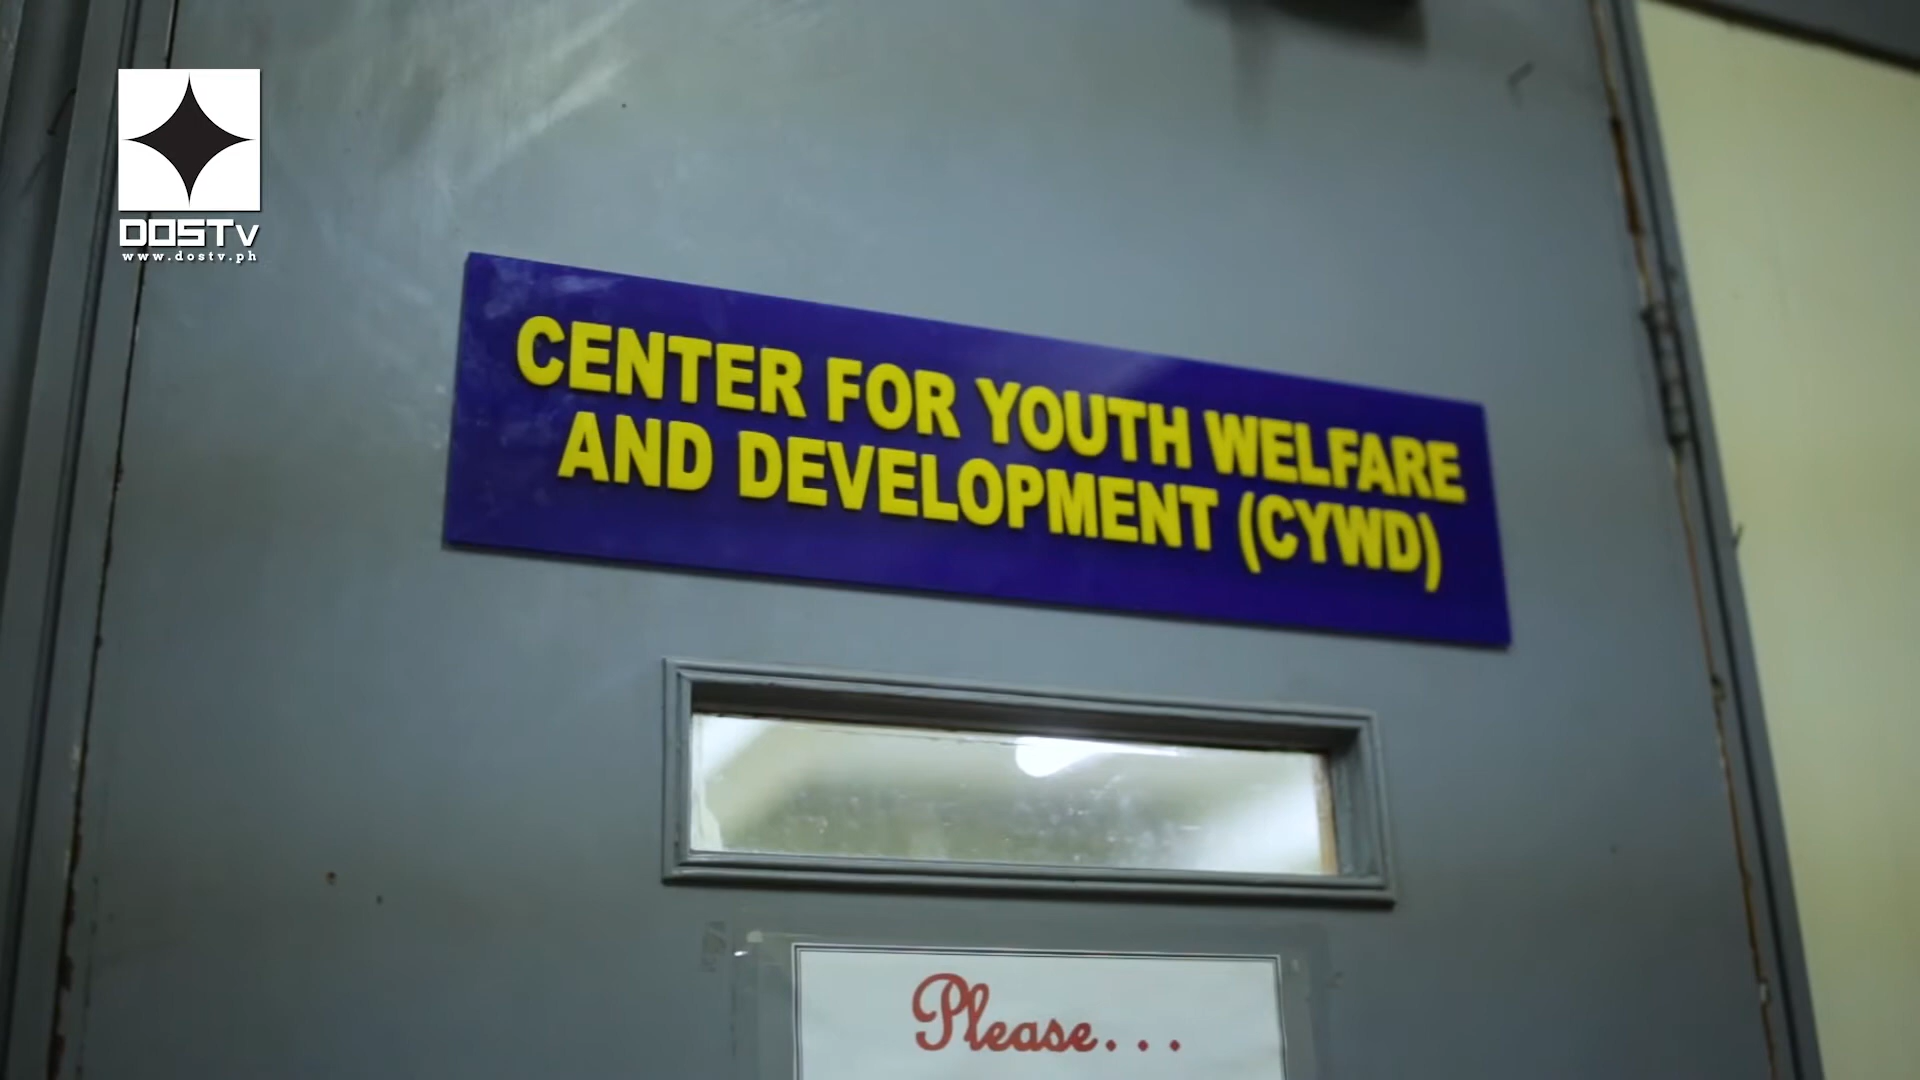 DOSTv
www.dostv.ph
CENTER FOR YOUTH WELFARE
AND DEVELOPMENT (CYWD)
Please...